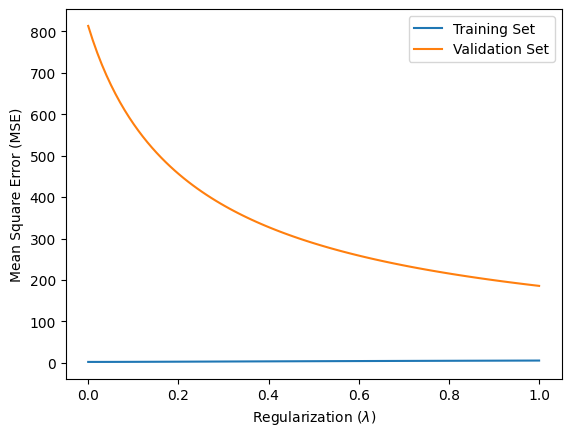 Training Set
Validation Set
Mean Square Error (MSE)
800
700
600
500
400
300
200
100
0
0.0 0.2 0.4 0.6 0.8 1.0
Regularization (λ)